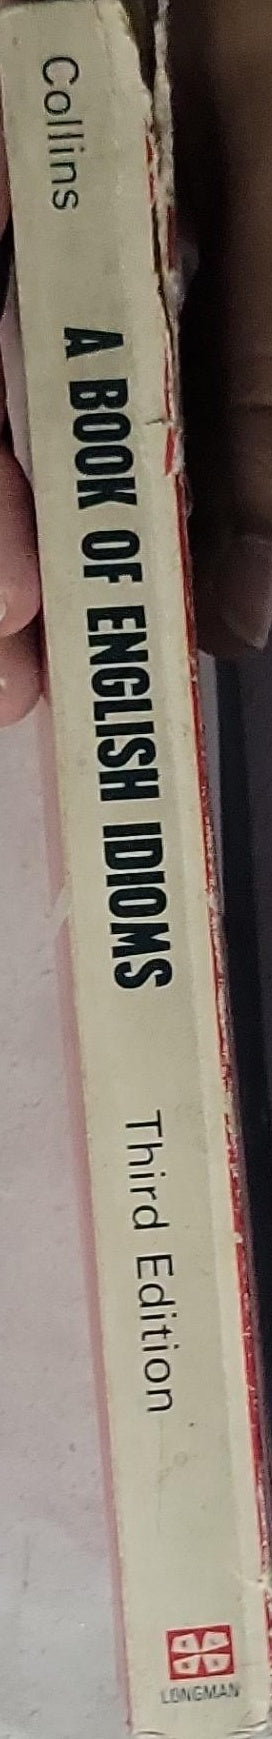 Collins
A BOOK OF ENGLISH IDIOMS
Third Edition
LONGMAN